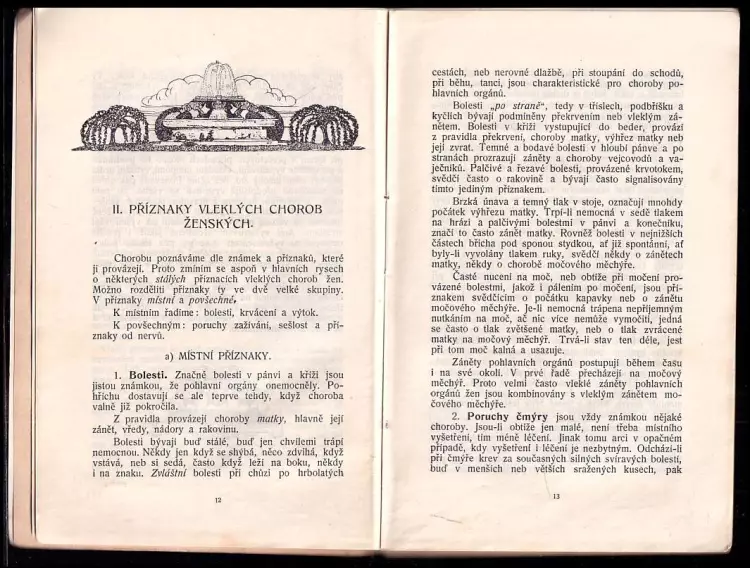 II. PŘÍZNAKY VLEKLÝCH CHOROB
ŽENSKÝCH.
Chorobu poznáváme dle známek a příznaků, které
ji provázejí. Proto zmíním se aspoň v hlavních rysech
o některých stálých příznacích vleklých chorob žen.
Možno rozděliti příznaky ty ve dvě velké skupiny.
V příznaky místní a povšechné.
K místním řadíme: bolesti, krvácení a výtok.
K povšechným: poruchy zažívání, sešlost a pří-
znaky od nervů.
a) MÍSTNÍ PŘÍZNAKY.
1. Bolesti. Značné bolesti v pánvi a kříži jsou
jistou známkou, že pohlavní orgány onemocněly. Po-
hříchu dostavují se ale teprve tehdy, když choroba
valně již pokročila.
Z pravidla provázejí choroby matky, hlavně její
zánět, vředy, nádory a rakovinu.
Bolesti bývají buď stálé, buď jen chvílemi trápí
nemocnou. Někdy jen když se shýbá, něco zdvihá, když
vstává, neb si sedá, často když leží na boku, někdy
i na znaku. Zvláštní bolesti při chůzi po hrbolatých
12
cestách, neb nerovné dlažbě, při stoupání do schodů,
při běhu, tanci, jsou charakteristické pro choroby po-
hlavních orgánů.
Bolesti „po straně“, tedy v tříslech, podbřišku a
kyčlích bývají podmíněny překrvením neb vleklým zá-
nětem. Bolesti v kříži vystupující do beder, provází
z pravidla překrvení, choroby matky, výhřez matky neb
její zvrat. Temné a bodavé bolesti v hloubi pánve a po
stranách prozrazují záněty a choroby vejcovodů a va-
ječníků. Palčivé a řezavé bolesti, provázené krvotokem,
svědčí často o rakovině a bývají často signalisovány
tímto jediným příznakem.
Brzká únava a temný tlak v stoje, označují mnohdy
počátek výhřezu matky. Trpí-li nemocná v sedě tlakem
na hrázi a palčivými bolestmi v pánvi a konečníku,
značí to často zánět matky. Rovněž bolesti v nejnižších
částech břicha pod sponou stydkou, ať již spontánní, ať
byly-li vyvolány tlakem ruky, svědčí někdy o zánětech
matky, někdy o chorobě močového měchýře.
Časté nucení na moč, neb obtíže při močení pro-
vázené bolestmi, jakož i pálením po močení, jsou pří-
znakem svědčícím o počátku kapavky neb o zánětu
močového měchýře. Je-li nemocná trápena nepříjemným
nutkáním na moč, ač nic více nemůže vymočiti, jedná
se často o tlak zvětšené matky, neb o tlak zvrácené
matky na močový měchýř. Trvá-li stav ten déle, jest
při tom moč kalná a usazuje.
Záněty pohlavních orgánů postupují během času
i na své okolí. V prvé řadě přecházejí na močový
měchýř. Proto velmi často vleklé záněty pohlavních
orgánů žen jsou kombinovány s vleklým zánětem mo-
čového měchýře.
2. Poruchy čmýry jsou vždy známkou nějaké
choroby. Jsou-li obtíže jen malé, není třeba místního
vyšetření, tím méně léčení. Jinak tomu arci v opačném
případě, kdy vyšetření i léčení je nezbytným. Odchází-li
při čmýře krev za současných silných svíravých bolestí,
buď v menších neb větších sražených kusech, pak
13